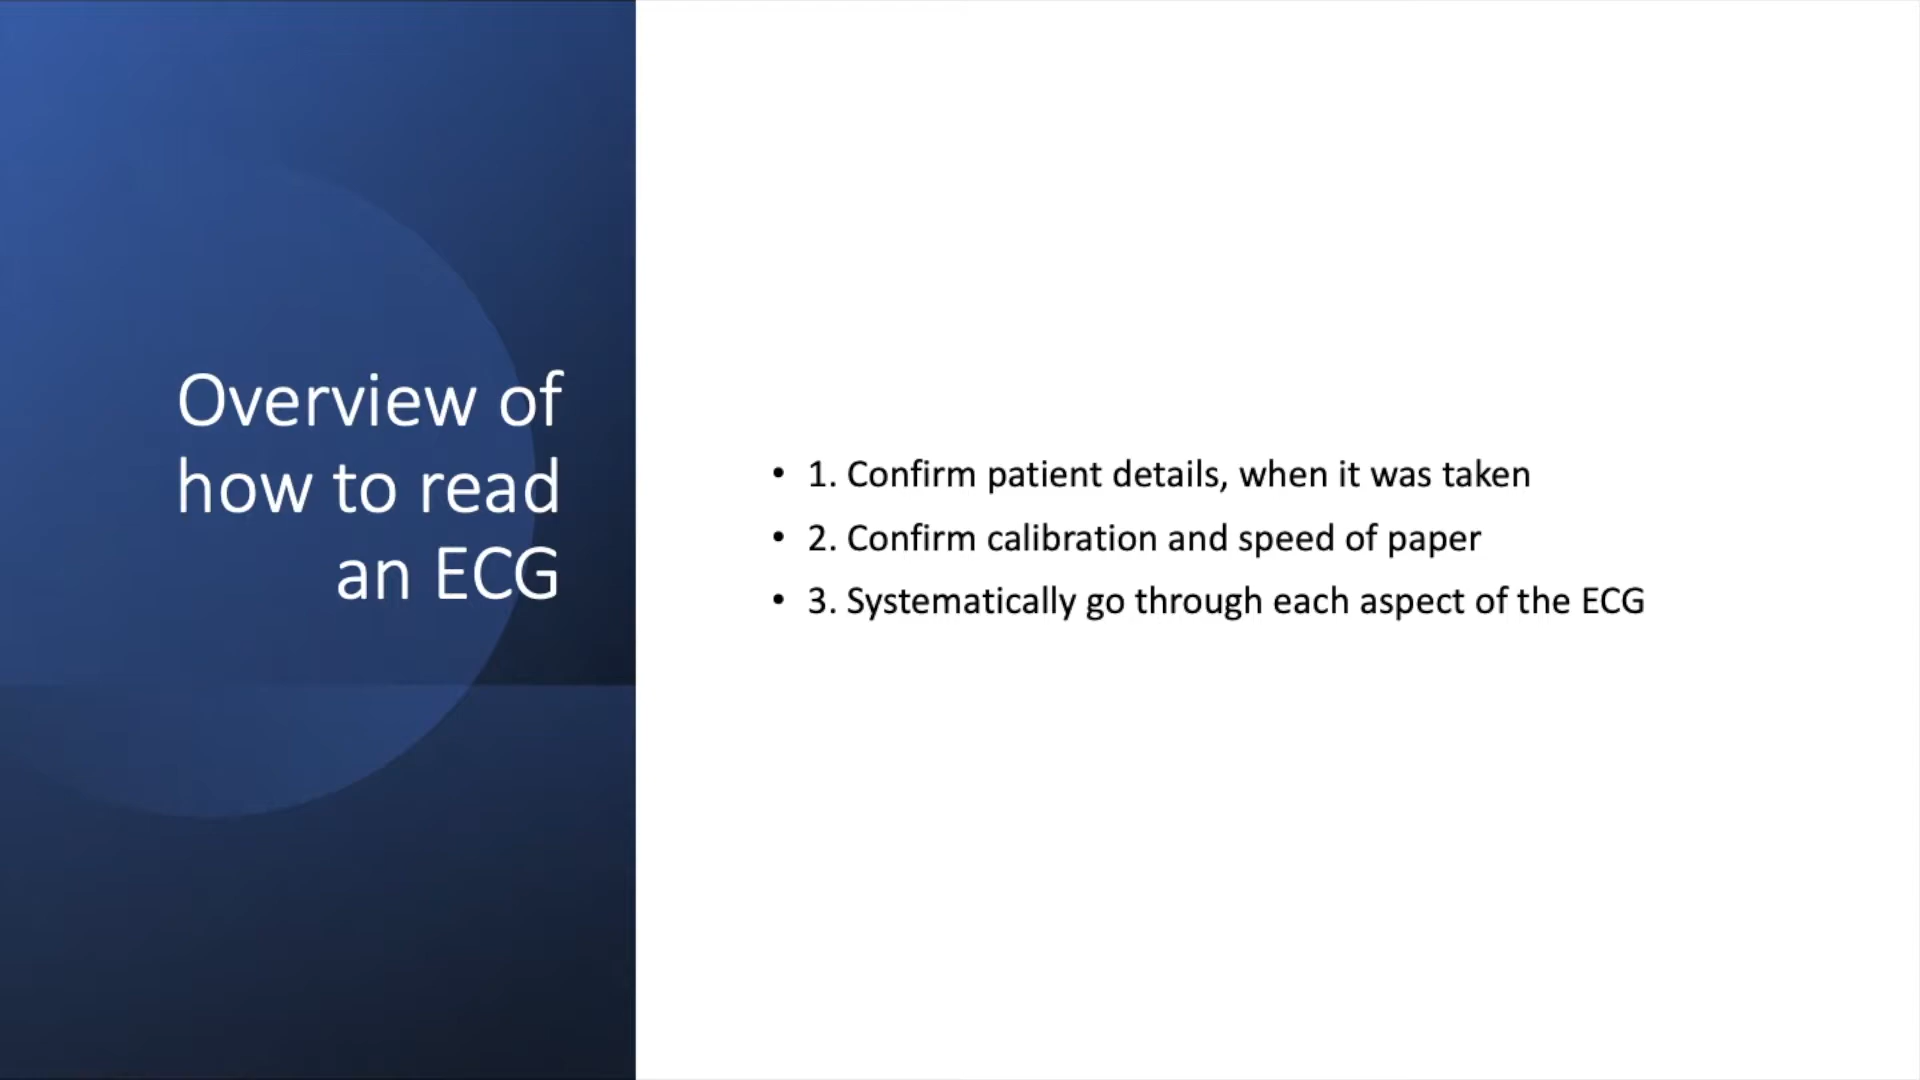 Overview of
how to read
an ECG
• 1. Confirm patient details, when it was taken
• 2. Confirm calibration and speed of paper
• 3. Systematically go through each aspect of the ECG